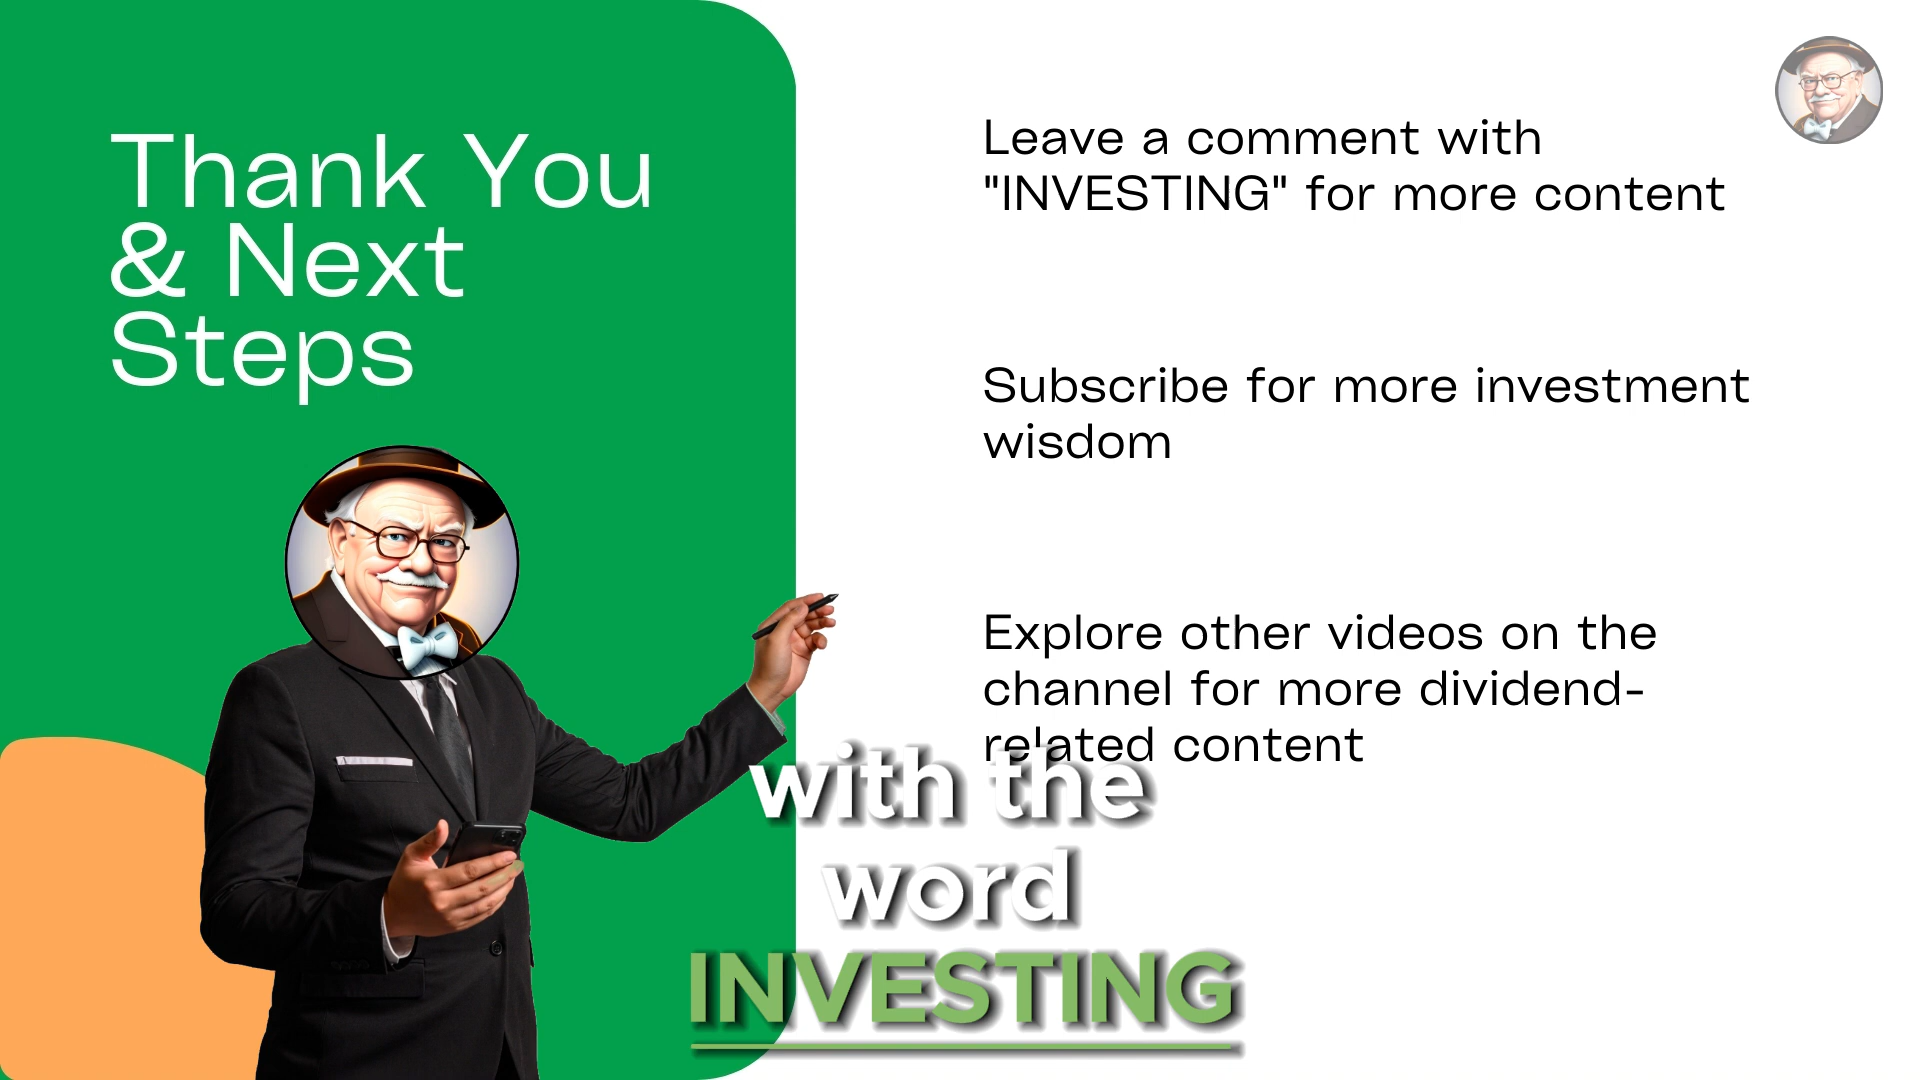 Thank You
& Next
Steps
Leave a comment with
"INVESTING" for more content
Subscribe for more investment
wisdom
Explore other videos on the
channel for more dividend-
related content
with the
word
INVESTING